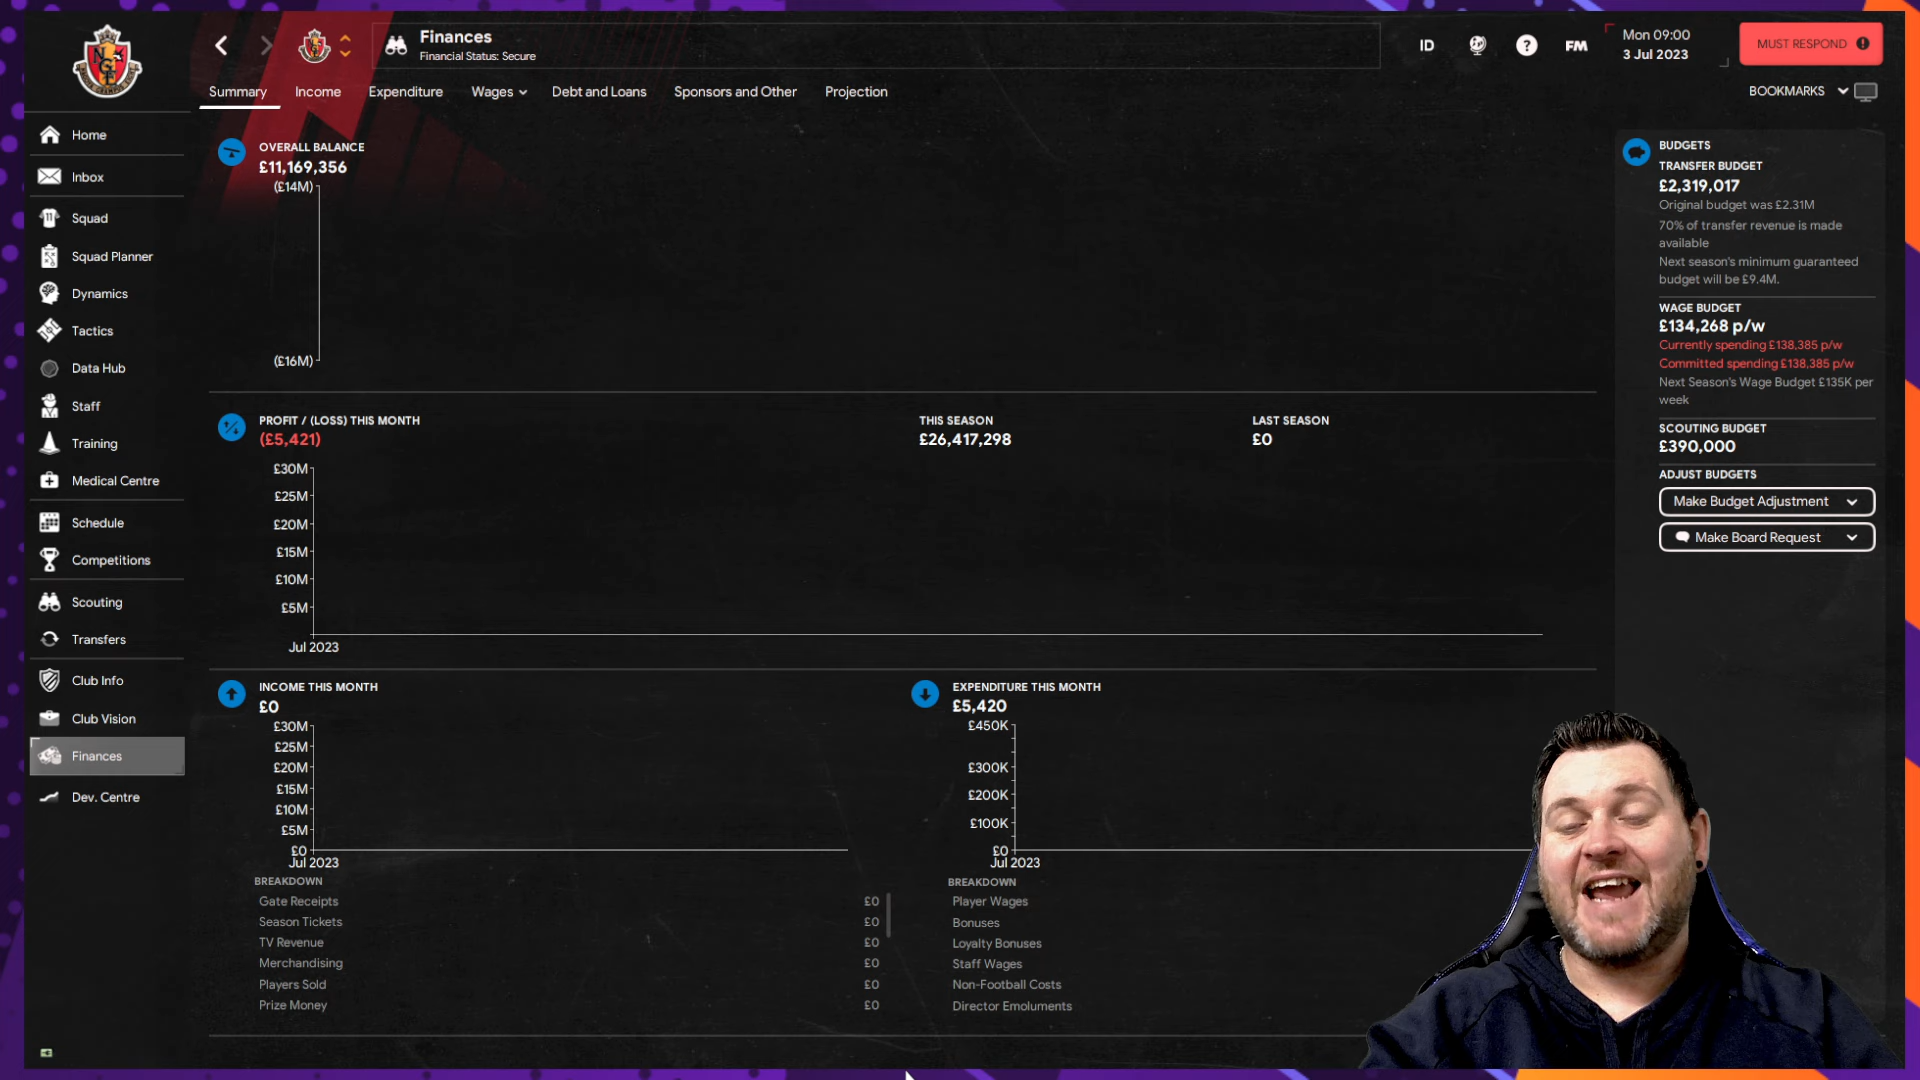 Finances
Financial Status: Secure
ID
?
FM
Mon 09:00
3 Jul 2023
MUST RESPOND
Summary
Income
Expenditure
Wages
Debt and Loans
Sponsors and Other
Projection
BOOKMARKS
Home
Inbox
Squad
Squad Planner
Dynamics
Tactics
Data Hub
Staff
Training
Medical Centre
Schedule
Competitions
Scouting
Transfers
Club Info
Club Vision
Finances
Dev. Centre
OVERALL BALANCE
£11,169,356
(£14M)
(£16M)
PROFIT / (LOSS) THIS MONTH
(£5,421)
THIS SEASON
£26,417,298
LAST SEASON
£0
£30M
£25M
£20M
£15M
£10M
£5M
Jul 2023
INCOME THIS MONTH
£0
£30M
£25M
£20M
£15M
£10M
£5M
£0
Jul 2023
BREAKDOWN
Gate Receipts £0
Season Tickets £0
TV Revenue £0
Merchandising £0
Players Sold £0
Prize Money £0
EXPENDITURE THIS MONTH
£5,420
£450K
£300K
£200K
£100K
£0
Jul 2023
BREAKDOWN
Player Wages
Bonuses
Loyalty Bonuses
Staff Wages
Non-Football Costs
Director Emoluments
BUDGETS
TRANSFER BUDGET
£2,319,017
Original budget was £2.31M
70% of transfer revenue is made
available
Next season's minimum guaranteed
budget will be £9.4M.
WAGE BUDGET
£134,268 p/w
Currently spending £138,385 p/w
Committed spending £138,385 p/w
Next Season's Wage Budget £135K per
week
SCOUTING BUDGET
£390,000
ADJUST BUDGETS
Make Budget Adjustment
Make Board Request